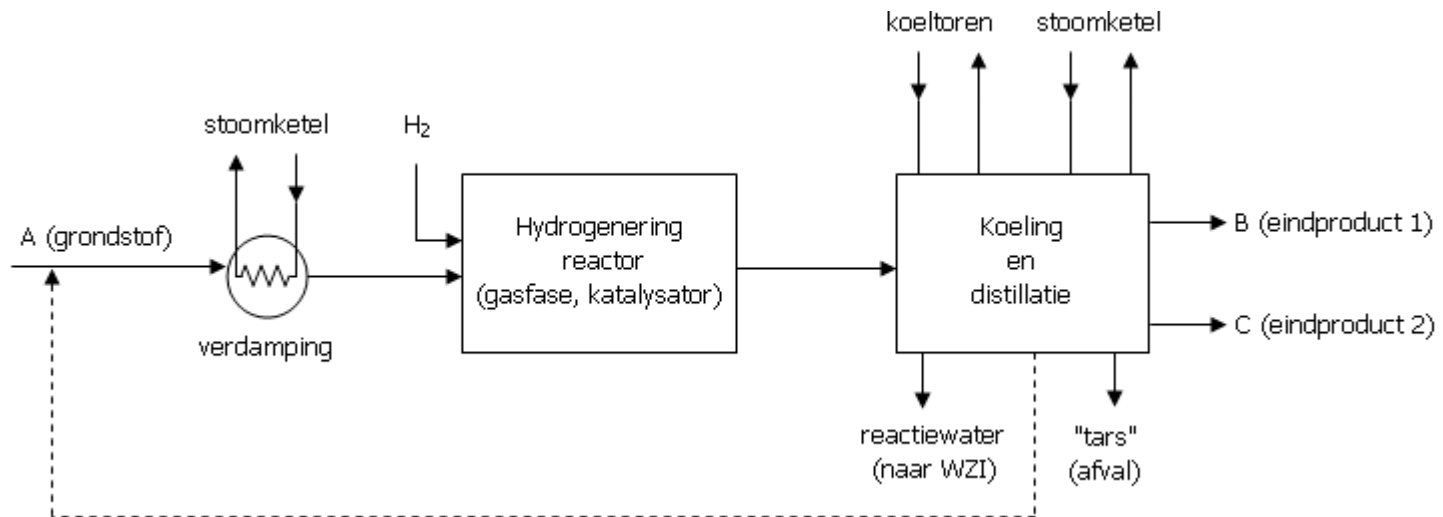 koeltoren
stoomketel
stoomketel
H₂
A (grondstof)
verdamping
Hydrogenering
reactor
(gasfase, katalysator)
Koeling
en
distillatie
B (eindproduct 1)
C (eindproduct 2)
reactiewater
(naar WZI)
"tars"
(afval)